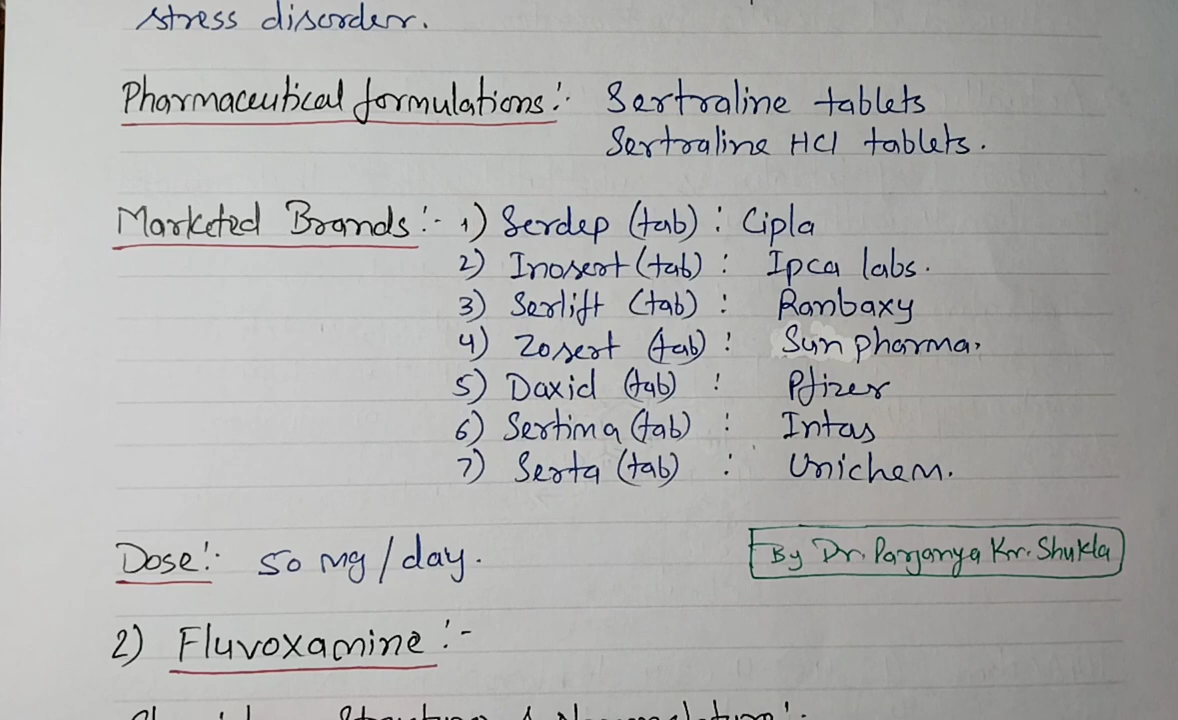 stress disorder.
Pharmaceutical formulations:- Sertraline tablets
Sertraline HCl tablets.
Marketed Brands:- 1) Serdep (tab) : Cipla
2) Inosert (tab) : Ipca labs.
3) Serlift (tab) : Ranbaxy
4) Zosert (tab) : Sun pharma.
5) Daxid (tab) : Pfizer
6) Sertima (tab) : Intas
7) Serta (tab) : Unichem.
Dose:- 50 mg/day.
By Dr. Parjanya Kr. Shukla
2) Fluvoxamine:-